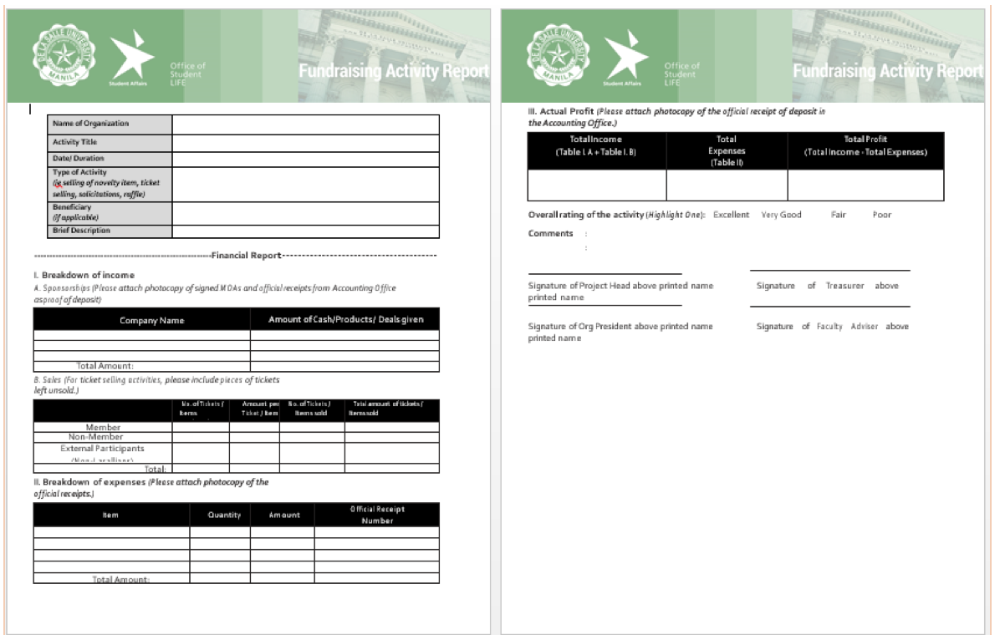 DE LA SALLE UNIVERSITY
MANILA
Student Affairs
Office of
Student
LIFE
Fundraising Activity Report
Name of Organization
Activity Title
Date/ Duration
Type of Activity
(ie selling of novelty item, ticket
selling, solicitations, raffle)
Beneficiary
(if applicable)
Brief Description
Financial Report
I. Breakdown of income
A. Sponsorships (Please attach photocopy of signed MOAs and official receipts from Accounting Office
as proof of deposit)
Company Name Amount of Cash/Products/ Deals given
Total Amount:
B. Sales (For ticket selling activities, please include pieces of tickets
left unsold.)
No. of Tickets / Amount per No. of Tickets / Total amount of tickets /
Items Ticket / Item Items sold Items sold
Member
Non-Member
External Participants
(Non-Lasallians)
Total:
II. Breakdown of expenses (Please attach photocopy of the
official receipts.)
Item Quantity Amount Official Receipt
Number
Total Amount:
DE LA SALLE UNIVERSITY
MANILA
Student Affairs
Office of
Student
LIFE
Fundraising Activity Report
III. Actual Profit (Please attach photocopy of the official receipt of deposit in
the Accounting Office.)
Total Income Total Total Profit
(Table I. A + Table I. B) Expenses (Total Income - Total Expenses)
(Table II)
Overall rating of the activity (Highlight One): Excellent Very Good Fair Poor
Comments :
:
Signature of Project Head above printed name Signature of Treasurer above
printed name
Signature of Org President above printed name Signature of Faculty Adviser above
printed name